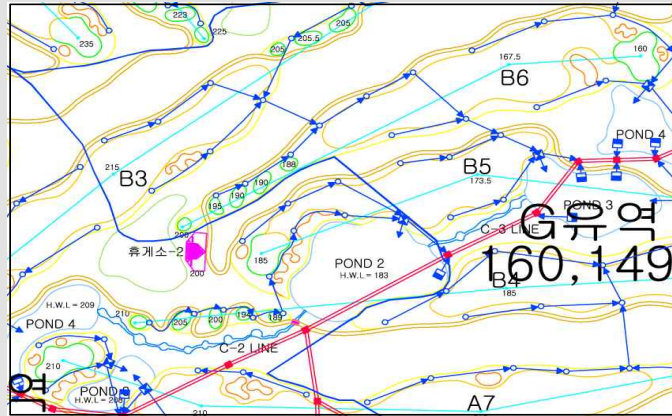 223
225
235
205
205.5
205
167.5
160
B6
POND 4
215
B3
188
190
190
195
B5
173.5
200
POND 3
G유역
C-3 LINE
휴게소-2
185
POND 2
H.W.L = 183
160,149
200
B4
185
H.W.L = 209
210
205
200
194
189
POND 4
C-2 LINE
210
역
POND
210
A7